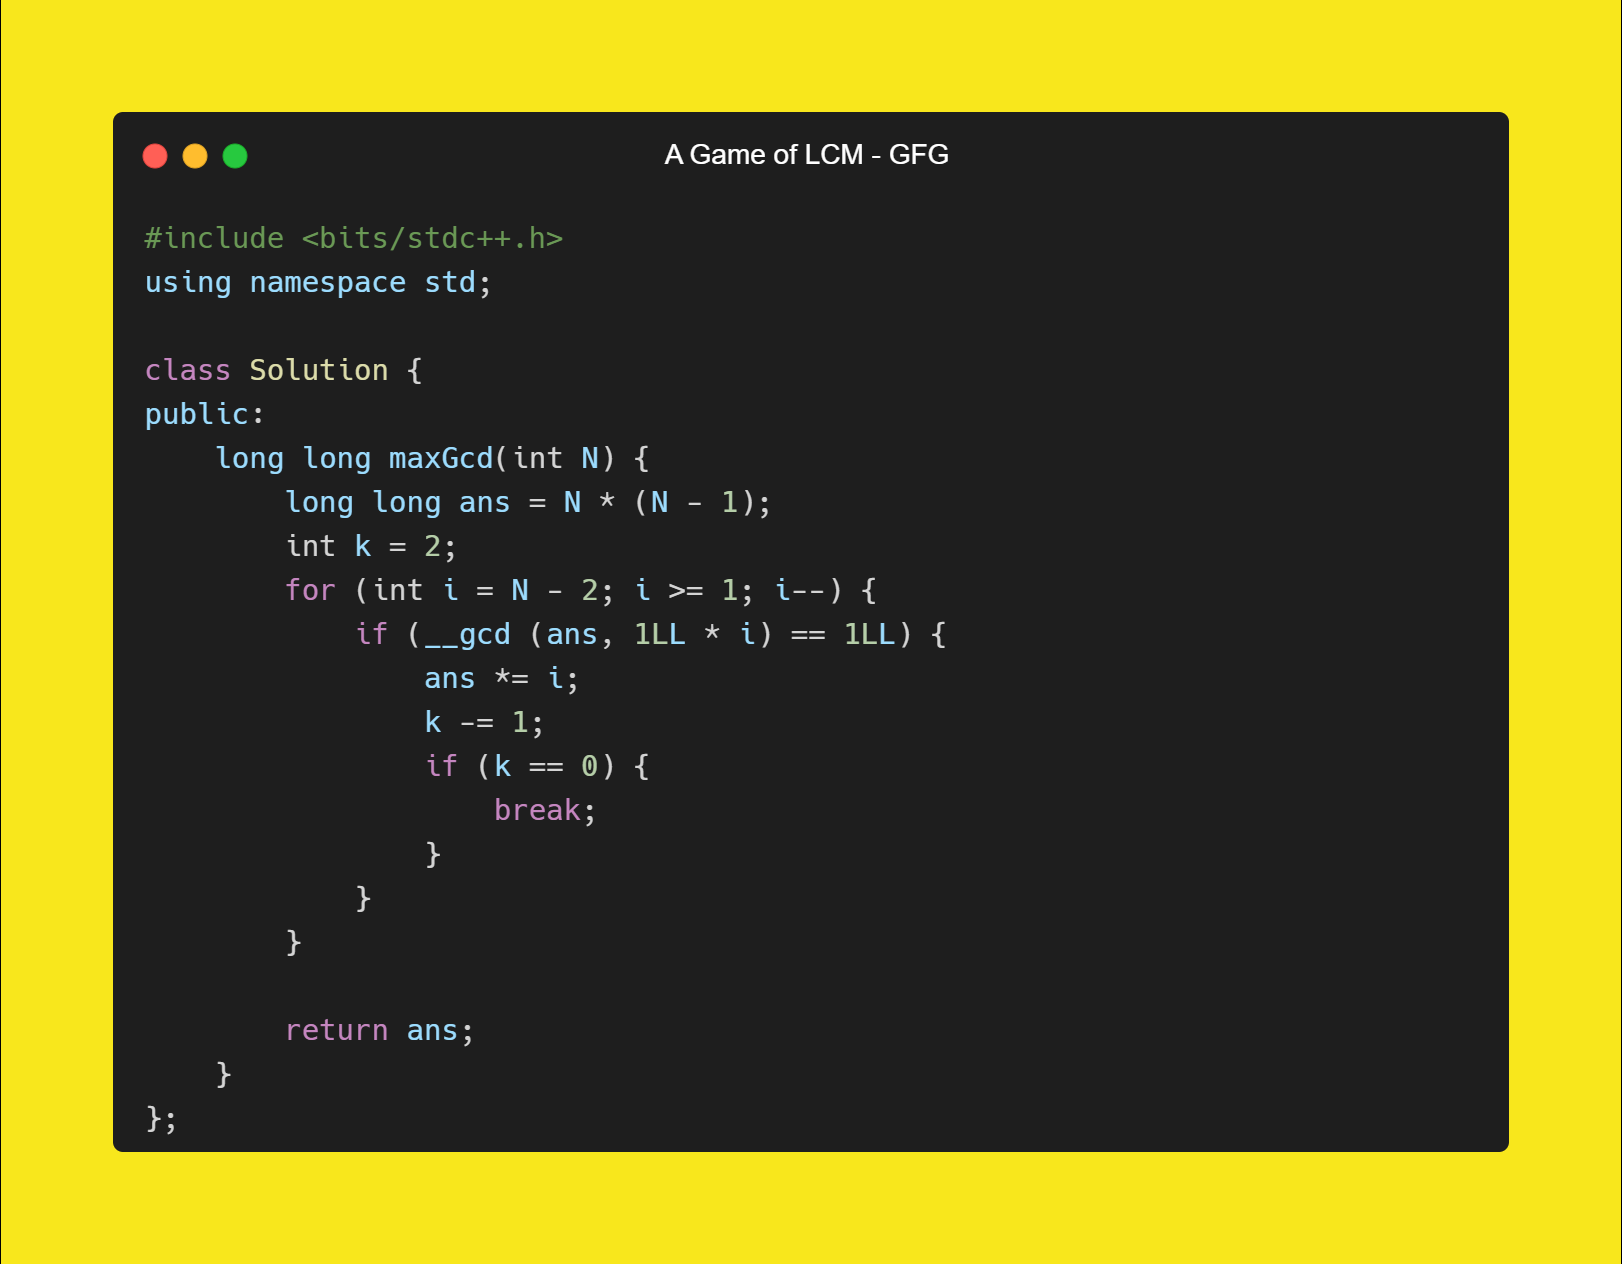 A Game of LCM - GFG
#include <bits/stdc++.h>
using namespace std;
class Solution {
public:
    long long maxGcd(int N) {
        long long ans = N * (N - 1);
        int k = 2;
        for (int i = N - 2; i >= 1; i--) {
            if (__gcd (ans, 1LL * i) == 1LL) {
                ans *= i;
                k -= 1;
                if (k == 0) {
                    break;
                }
            }
        }
        return ans;
    }
};